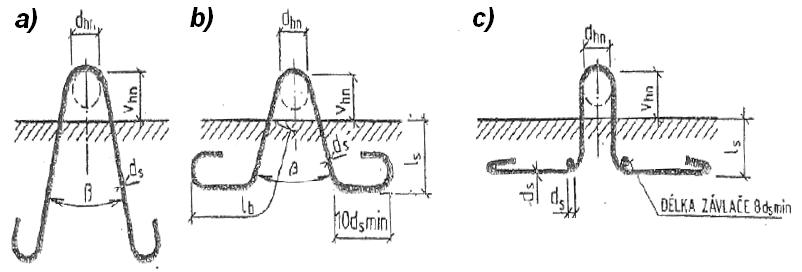 a)
dhn
vhn
ds
β
b)
dhn
vhn
ds
ls
β
lb
10dsmin
c)
dhn
vhn
ls
ds
ds
DÉLKA ZÁVLAČE 8dsmin